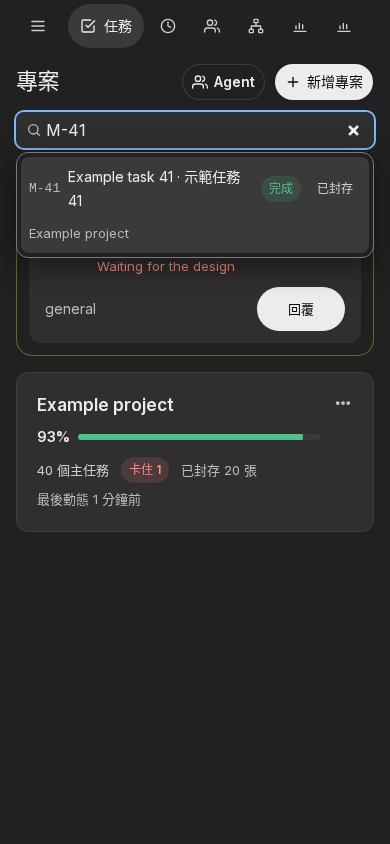 任務
專案
Agent
新增專案
M-41
M-41
Example task 41 · 示範任務
41
完成
已封存
Example project
Waiting for the design
general
回覆
Example project
93%
40 個主任務
卡住 1
已封存 20 張
最後動態 1 分鐘前